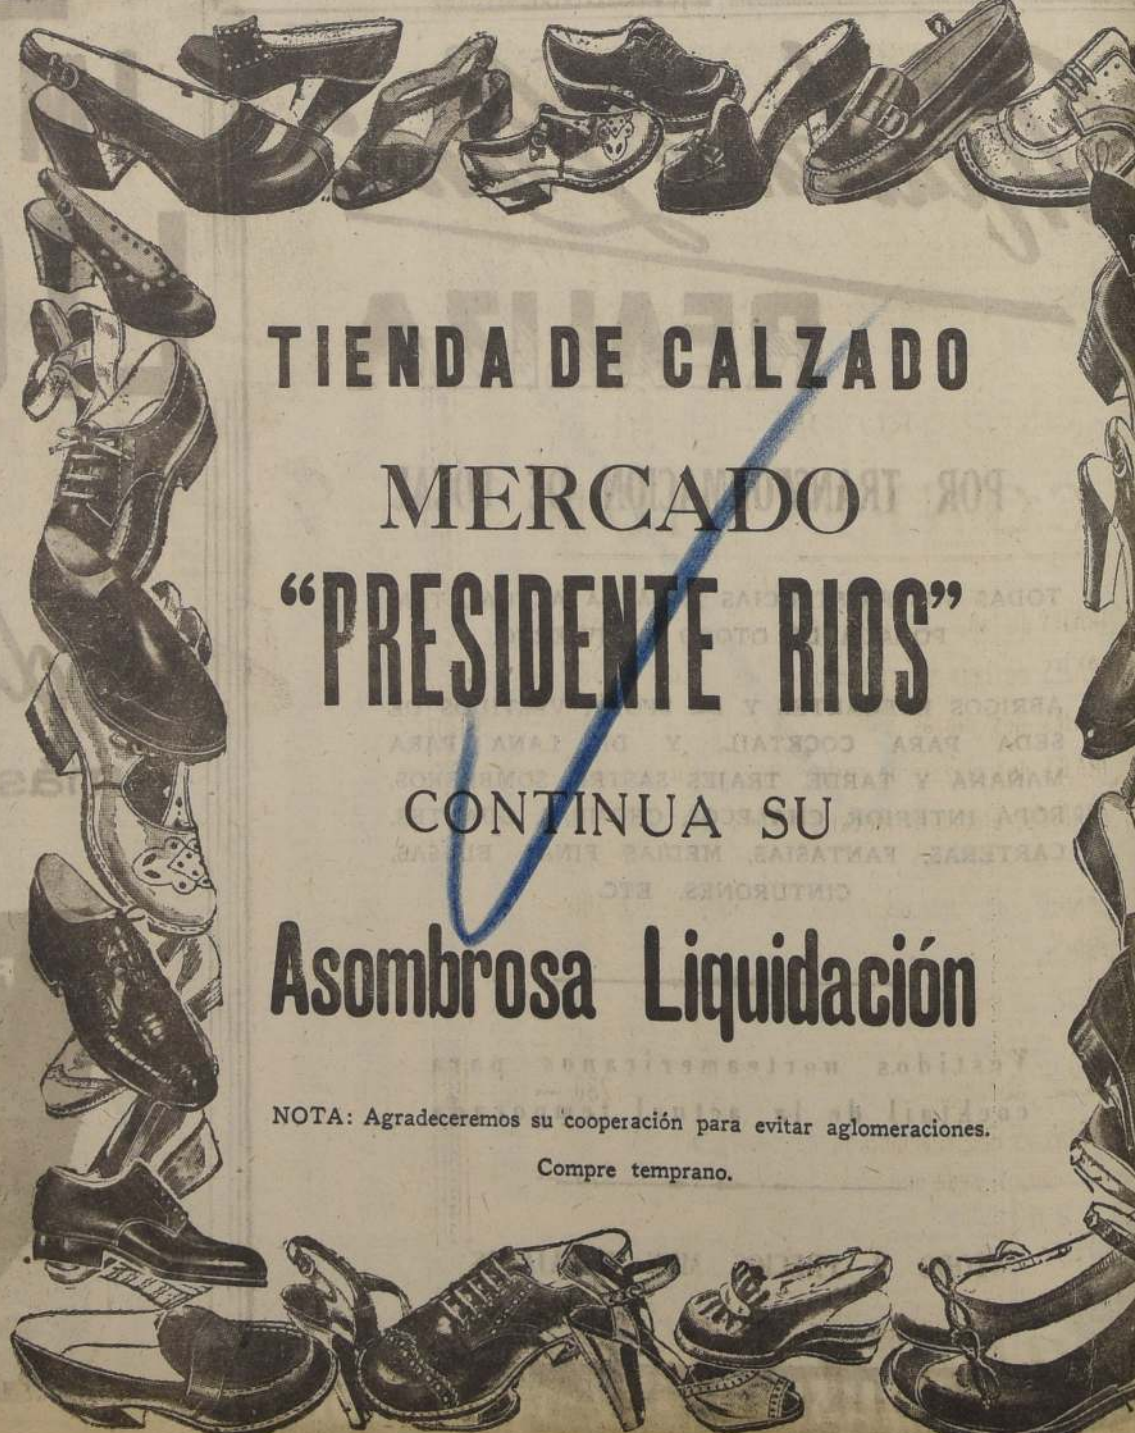 TIENDA DE CALZADO
MERCADO
“PRESIDENTE RIOS”
CONTINUA SU
Asombrosa Liquidación
NOTA: Agradeceremos su cooperación para evitar aglomeraciones.
Compre temprano.